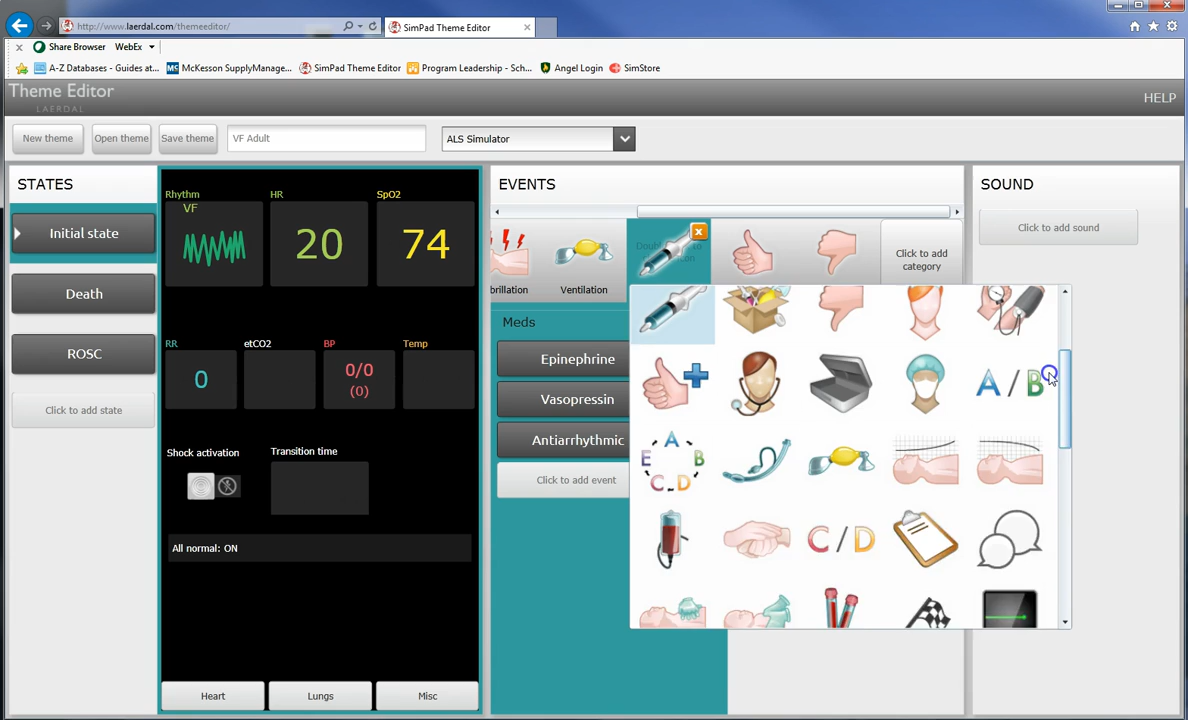 http://www.laerdal.com/themeeditor/
SimPad Theme Editor
Share Browser
WebEx
A-Z Databases - Guides at...
McKesson SupplyManage...
SimPad Theme Editor
Program Leadership - Sch...
Angel Login
SimStore
Theme Editor
LAERDAL
HELP
New theme
Open theme
Save theme
VF Adult
ALS Simulator
STATES
Initial state
Death
ROSC
Click to add state
Rhythm
HR
SpO2
VF
20
74
RR
etCO2
BP
Temp
0
0/0
(0)
Shock activation
Transition time
All normal: ON
Heart
Lungs
Misc
EVENTS
brillation
Ventilation
Click to add
category
Meds
Epinephrine
Vasopressin
Antiarrhythmic
Click to add event
A / B
A
E B
C D
C / D
SOUND
Click to add sound